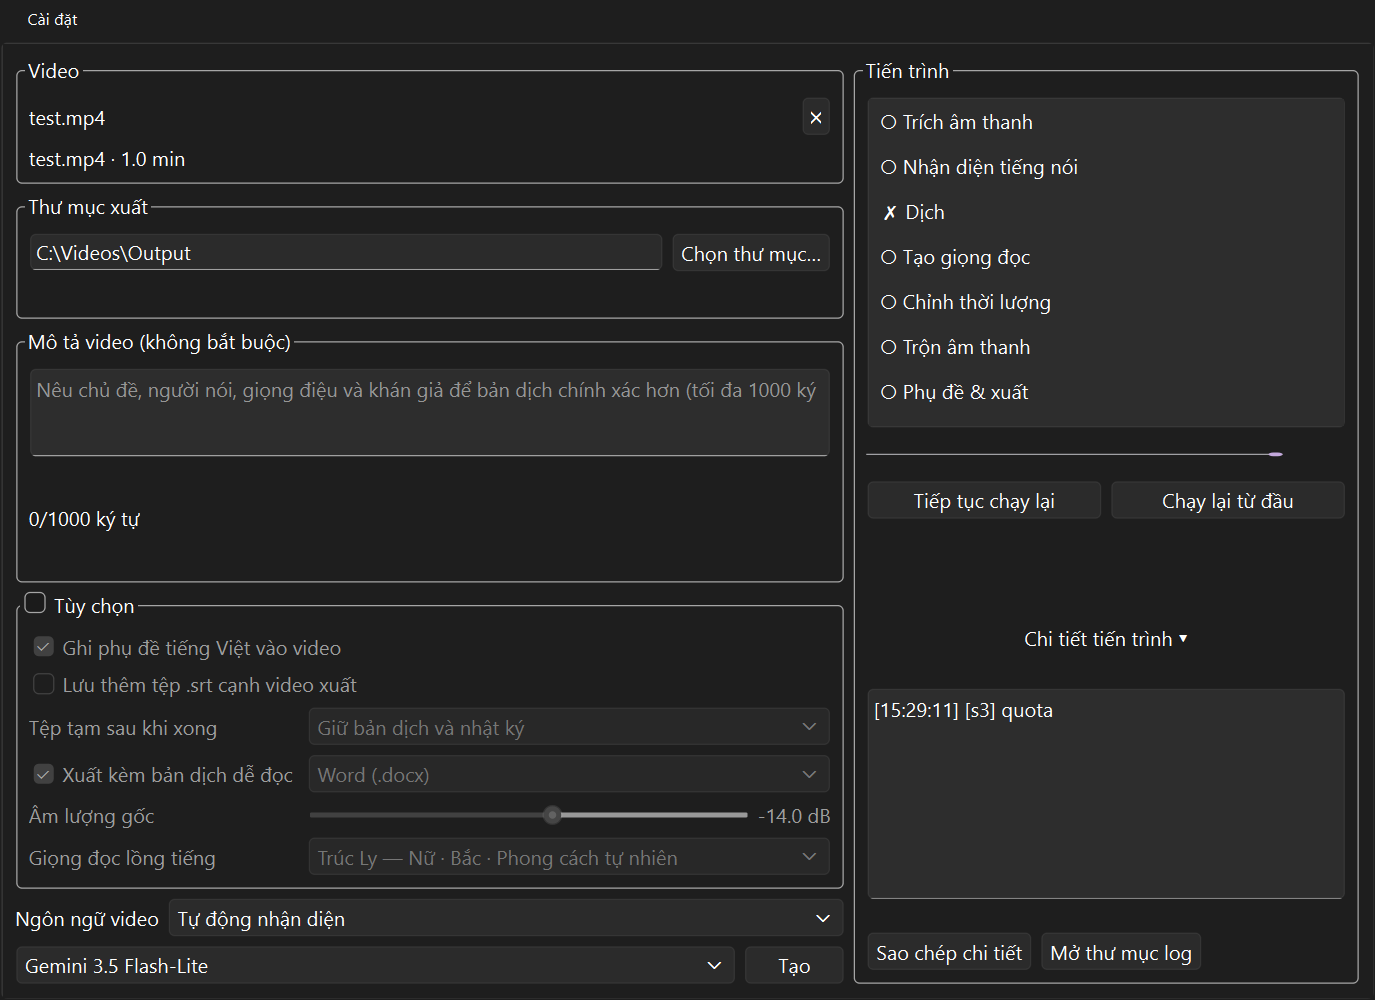 Cài đặt
Video
test.mp4
×
test.mp4 · 1.0 min
Thư mục xuất
C:\Videos\Output
Chọn thư mục...
Mô tả video (không bắt buộc)
Nêu chủ đề, người nói, giọng điệu và khán giả để bản dịch chính xác hơn (tối đa 1000 ký
0/1000 ký tự
Tùy chọn
Ghi phụ đề tiếng Việt vào video
Lưu thêm tệp .srt cạnh video xuất
Tệp tạm sau khi xong
Giữ bản dịch và nhật ký
Xuất kèm bản dịch dễ đọc
Word (.docx)
Âm lượng gốc
-14.0 dB
Giọng đọc lồng tiếng
Trúc Ly — Nữ · Bắc · Phong cách tự nhiên
Ngôn ngữ video
Tự động nhận diện
Gemini 3.5 Flash-Lite
Tạo
Tiến trình
○ Trích âm thanh
○ Nhận diện tiếng nói
✗ Dịch
○ Tạo giọng đọc
○ Chỉnh thời lượng
○ Trộn âm thanh
○ Phụ đề & xuất
Tiếp tục chạy lại
Chạy lại từ đầu
Chi tiết tiến trình ▾
[15:29:11] [s3] quota
Sao chép chi tiết
Mở thư mục log